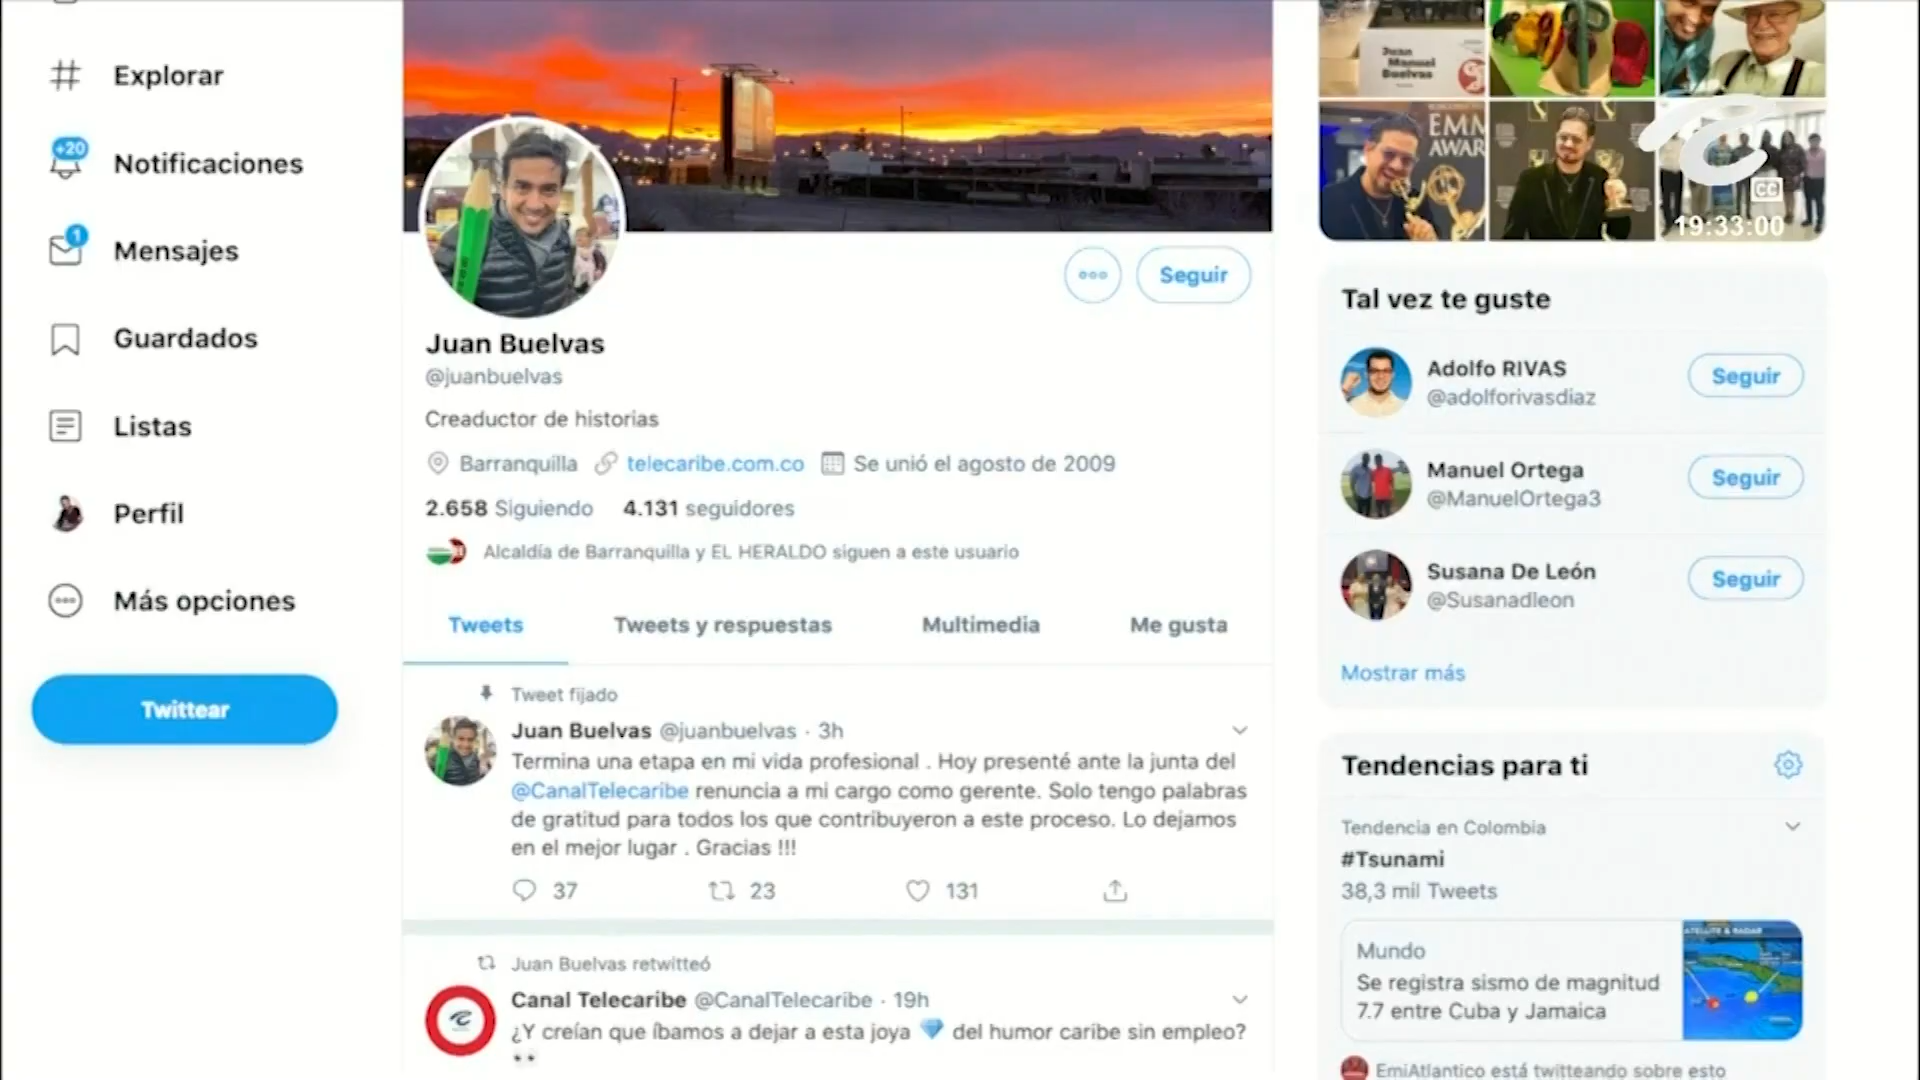 Explorar
+20
Notificaciones
1
Mensajes
Guardados
Listas
Perfil
Más opciones
Twittear
Seguir
Juan Buelvas
@juanbuelvas
Creaductor de historias
Barranquilla telecaribe.com.co Se unió el agosto de 2009
2.658 Siguiendo 4.131 seguidores
Alcaldía de Barranquilla y EL HERALDO siguen a este usuario
Tweets Tweets y respuestas Multimedia Me gusta
Tweet fijado
Juan Buelvas @juanbuelvas · 3h
Termina una etapa en mi vida profesional . Hoy presenté ante la junta del
@CanalTelecaribe renuncia a mi cargo como gerente. Solo tengo palabras
de gratitud para todos los que contribuyeron a este proceso. Lo dejamos
en el mejor lugar . Gracias !!!
37 23 131
Juan Buelvas retwitteó
Canal Telecaribe @CanalTelecaribe · 19h
¿Y creían que íbamos a dejar a esta joya 💎 del humor caribe sin empleo?
Juan
Manuel
Buelvas
EMM
AWAR
CC
19:33:00
Tal vez te guste
Adolfo RIVAS
@adolforivasdiaz
Seguir
Manuel Ortega
@ManuelOrtega3
Seguir
Susana De León
@Susanadleon
Seguir
Mostrar más
Tendencias para ti
Tendencia en Colombia
#Tsunami
38,3 mil Tweets
Mundo
Se registra sismo de magnitud
7.7 entre Cuba y Jamaica
ATELLITE & RADAR
EmiAtlantico está twitteando sobre esto